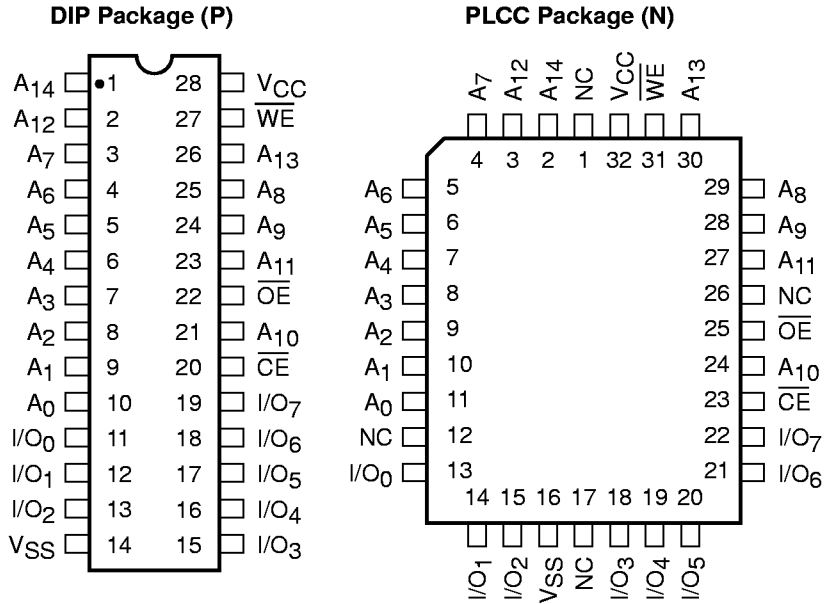 DIP Package (P)
A14 1 28 VCC
A12 2 27 W̅E̅
A7 3 26 A13
A6 4 25 A8
A5 5 24 A9
A4 6 23 A11
A3 7 22 O̅E̅
A2 8 21 A10
A1 9 20 C̅E̅
A0 10 19 I/O7
I/O0 11 18 I/O6
I/O1 12 17 I/O5
I/O2 13 16 I/O4
VSS 14 15 I/O3
PLCC Package (N)
A7 A12 A14 NC VCC W̅E̅ A13
4 3 2 1 32 31 30
A6 5 29 A8
A5 6 28 A9
A4 7 27 A11
A3 8 26 NC
A2 9 25 O̅E̅
A1 10 24 A10
A0 11 23 C̅E̅
NC 12 22 I/O7
I/O0 13 21 I/O6
14 15 16 17 18 19 20
I/O1 I/O2 VSS NC I/O3 I/O4 I/O5